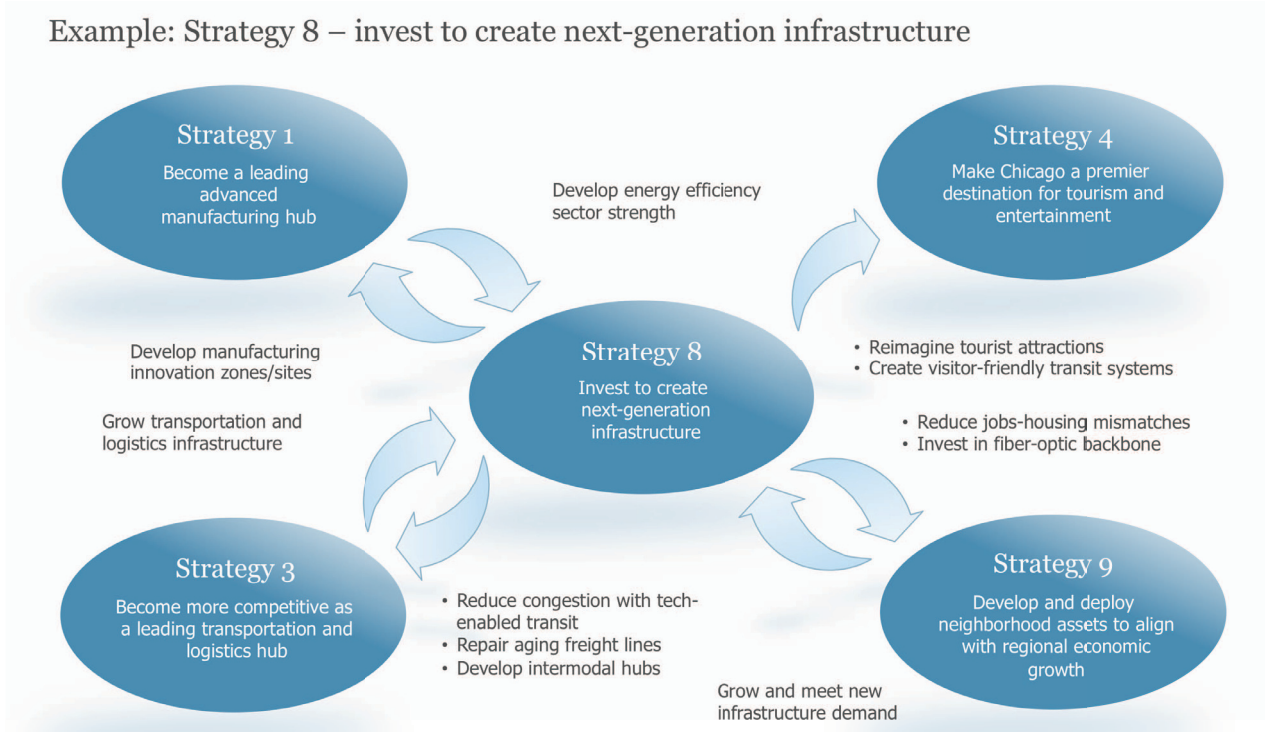 Example: Strategy 8 – invest to create next-generation infrastructure
Strategy 1
Become a leading
advanced
manufacturing hub
Develop energy efficiency
sector strength
Strategy 4
Make Chicago a premier
destination for tourism and
entertainment
Develop manufacturing
innovation zones/sites
Strategy 8
Invest to create
next-generation
infrastructure
• Reimagine tourist attractions
• Create visitor-friendly transit systems
Grow transportation and
logistics infrastructure
• Reduce jobs-housing mismatches
• Invest in fiber-optic backbone
Strategy 3
Become more competitive as
a leading transportation and
logistics hub
• Reduce congestion with tech-
enabled transit
• Repair aging freight lines
• Develop intermodal hubs
Strategy 9
Develop and deploy
neighborhood assets to align
with regional economic
growth
Grow and meet new
infrastructure demand